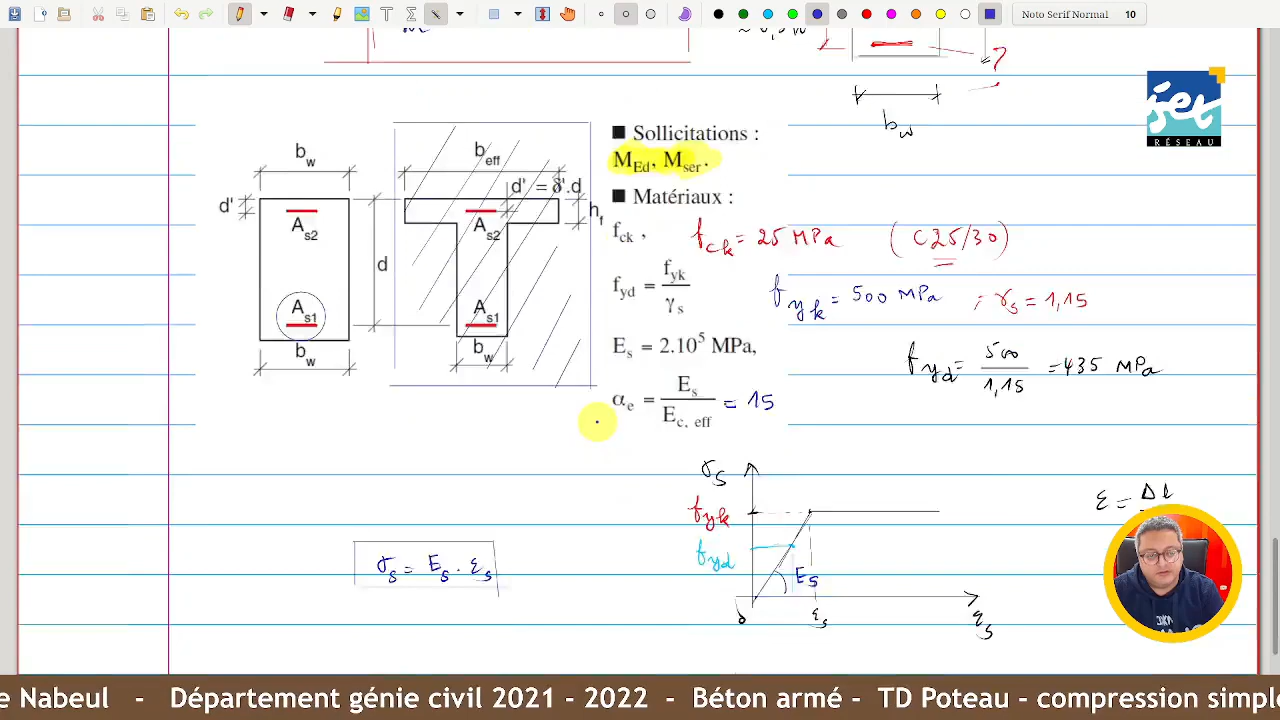 Noto Serif Normal 10
?
b_w
iset
RÉSEAU
■ Sollicitations :
M_Ed, M_ser.
■ Matériaux :
b_w
b_eff
d' = δ'.d
d'
h_f
A_s2
A_s2
d
A_s1
A_s1
b_w
b_w
f_ck , f_ck = 25 MPa (C25/30)
f_yd = f_yk / γ_s f_yk = 500 MPa ; γ_s = 1,15
E_s = 2.10^5 MPa,
f_yd = 500 / 1,15 = 435 MPa
α_e = E_s / E_c, eff = 15
σ_s
f_yk
f_yd
E_s
0
ε_s
ε_s
σ_s = E_s . ε_s
ε = Δl
e Nabeul - Département génie civil 2021 - 2022 - Béton armé - TD Poteau - compression simpl